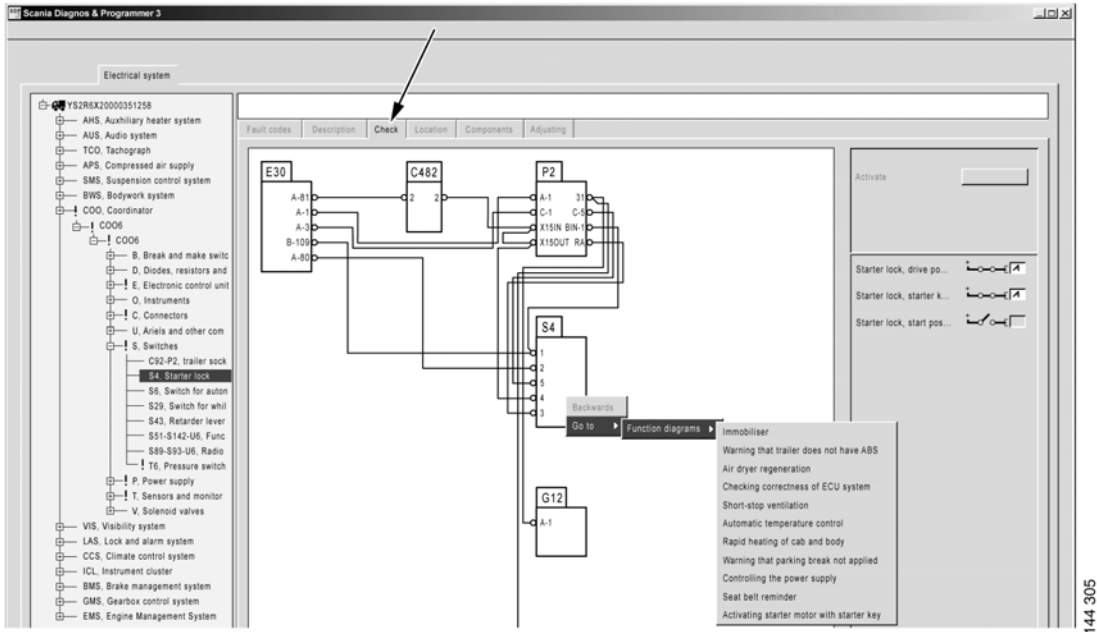 Scania Diagnos & Programmer 3
Electrical system
YS2R6X20000351258
AHS, Auxhiliary heater system
AUS, Audio system
TCO, Tachograph
APS, Compressed air supply
SMS, Suspension control system
BWS, Bodywork system
COO, Coordinator
COO6
COO6
B, Break and make switc
D, Diodes, resistors and
E, Electronic control unit
O, Instruments
C, Connectors
U, Ariels and other com
S, Switches
C92-P2, trailer sock
S4, Starter lock
S6, Switch for auton
S29, Switch for whil
S43, Retarder lever
S51-S142-U6, Func
S89-S93-U6, Radio
T6, Pressure switch
P, Power supply
T, Sensors and monitor
V, Solenoid valves
VIS, Visibility system
LAS, Lock and alarm system
CCS, Climate control system
ICL, Instrument cluster
BMS, Brake management system
GMS, Gearbox control system
EMS, Engine Management System
Fault codes Description Check Location Components Adjusting
E30
A-81
A-1
A-3
B-109
A-80
C482
2 2
P2
A-1 31
C-1 C-5
X15IN BIN-1
X15OUT RA
S4
1
2
5
4
3
G12
A-1
Backwards
Go to
Function diagrams
Immobiliser
Warning that trailer does not have ABS
Air dryer regeneration
Checking correctness of ECU system
Short-stop ventilation
Automatic temperature control
Rapid heating of cab and body
Warning that parking break not applied
Controlling the power supply
Seat belt reminder
Activating starter motor with starter key
Activate
Starter lock, drive po...
Starter lock, starter k...
Starter lock, start pos...
144 305